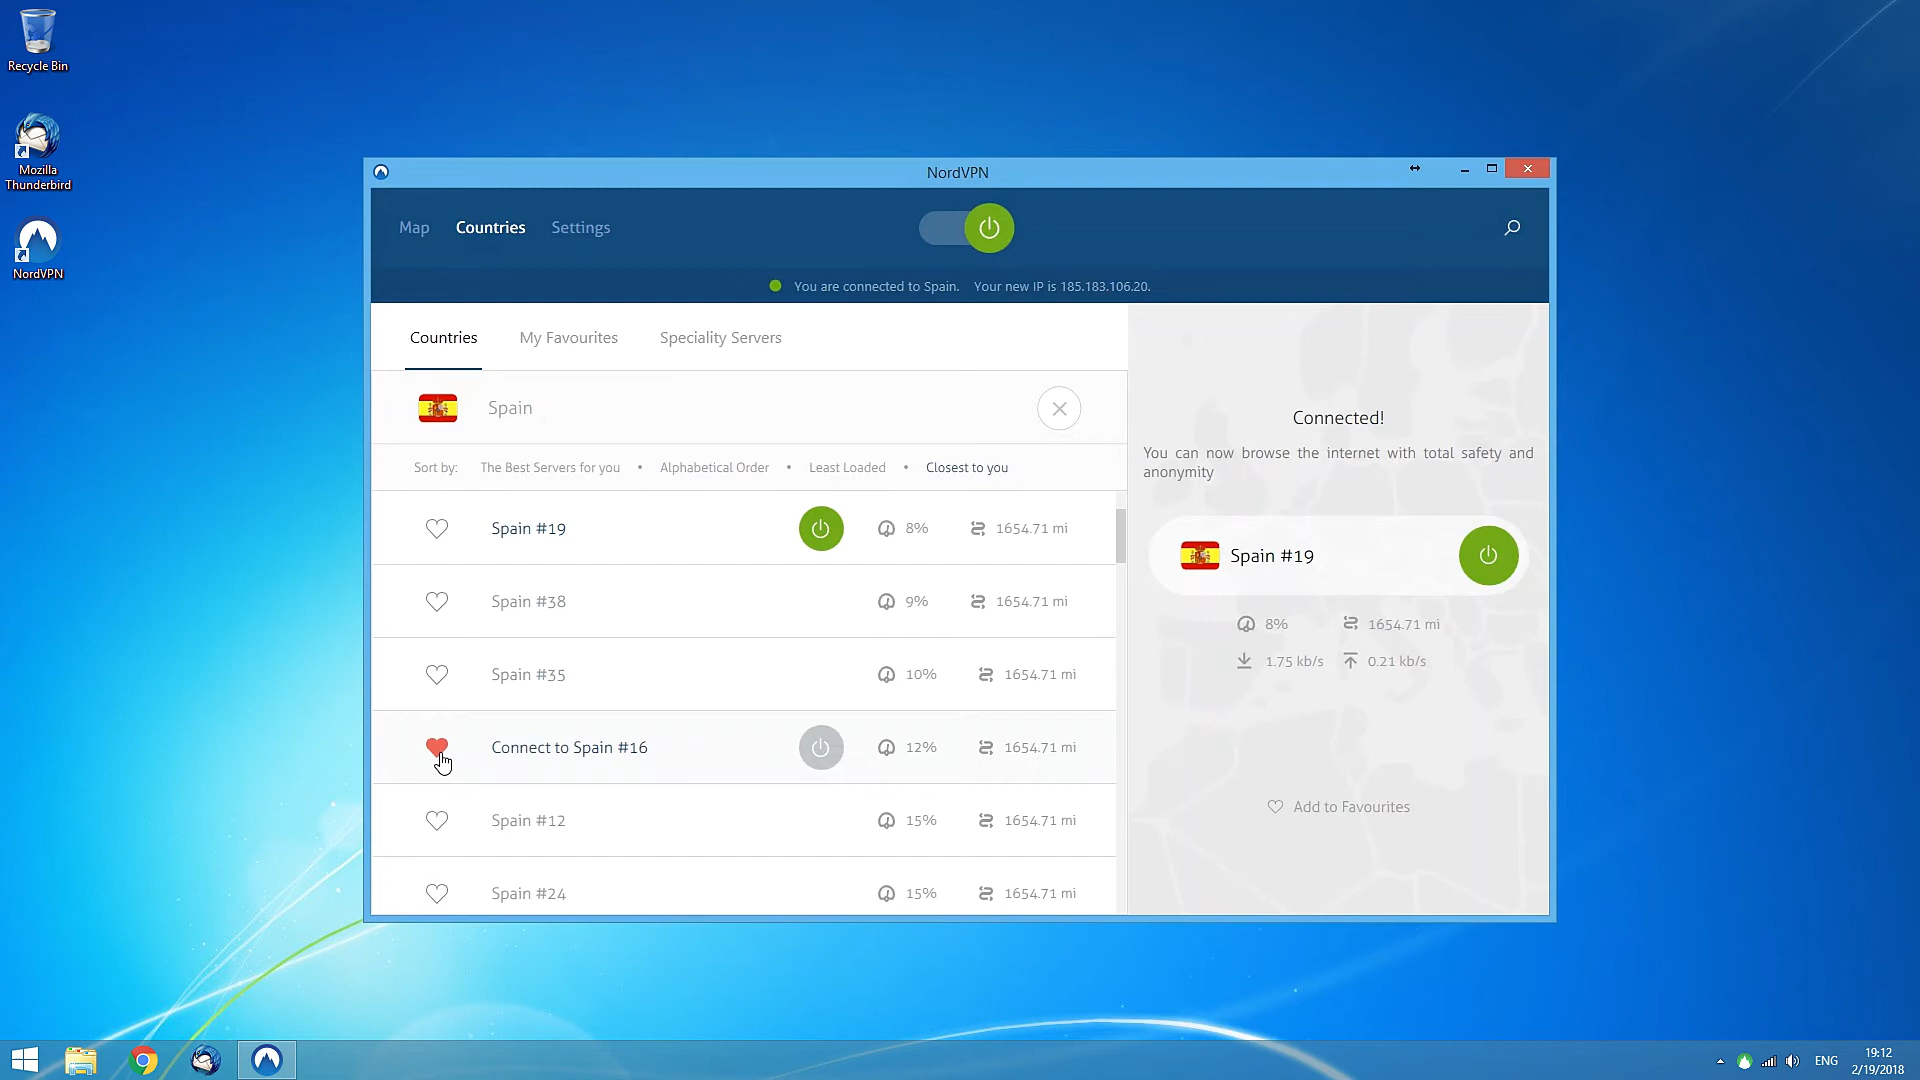 Recycle Bin
Mozilla
Thunderbird
NordVPN
NordVPN
Map
Countries
Settings
You are connected to Spain. Your new IP is 185.183.106.20.
Countries
My Favourites
Speciality Servers
Spain
Sort by: The Best Servers for you • Alphabetical Order • Least Loaded • Closest to you
Spain #19 8% 1654.71 mi
Spain #38 9% 1654.71 mi
Spain #35 10% 1654.71 mi
Connect to Spain #16 12% 1654.71 mi
Spain #12 15% 1654.71 mi
Spain #24 15% 1654.71 mi
Connected!
You can now browse the internet with total safety and
anonymity
Spain #19
8% 1654.71 mi
1.75 kb/s 0.21 kb/s
Add to Favourites
ENG
19:12
2/19/2018